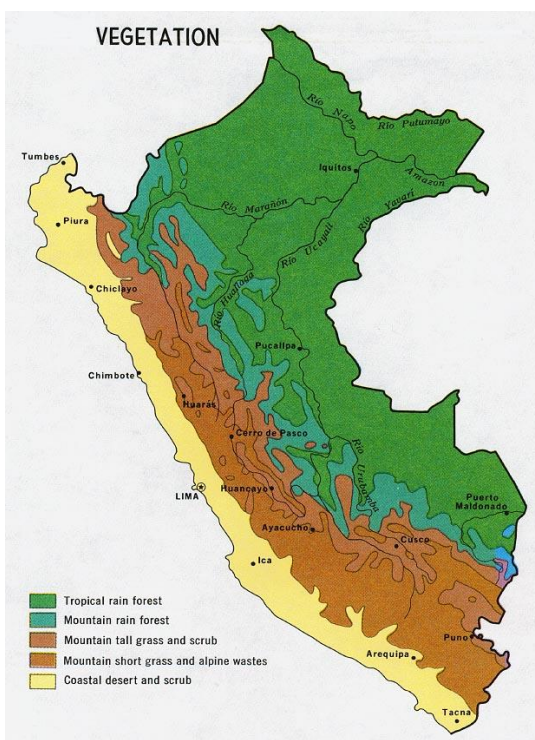 VEGETATION
Río Napo
Río Putumayo
Tumbes
Iquitos
Amazon
Río Marañón
Río Yavarí
Piura
Río Ucayali
Chiclayo
Río Huallaga
Pucallpa
Chimbote
Huarás
Cerro de Pasco
Río Urubamba
LIMA
Huancayo
Puerto
Maldonado
Ayacucho
Cusco
Ica
Tropical rain forest
Mountain rain forest
Mountain tall grass and scrub
Mountain short grass and alpine wastes
Coastal desert and scrub
Puno
Arequipa
Tacna